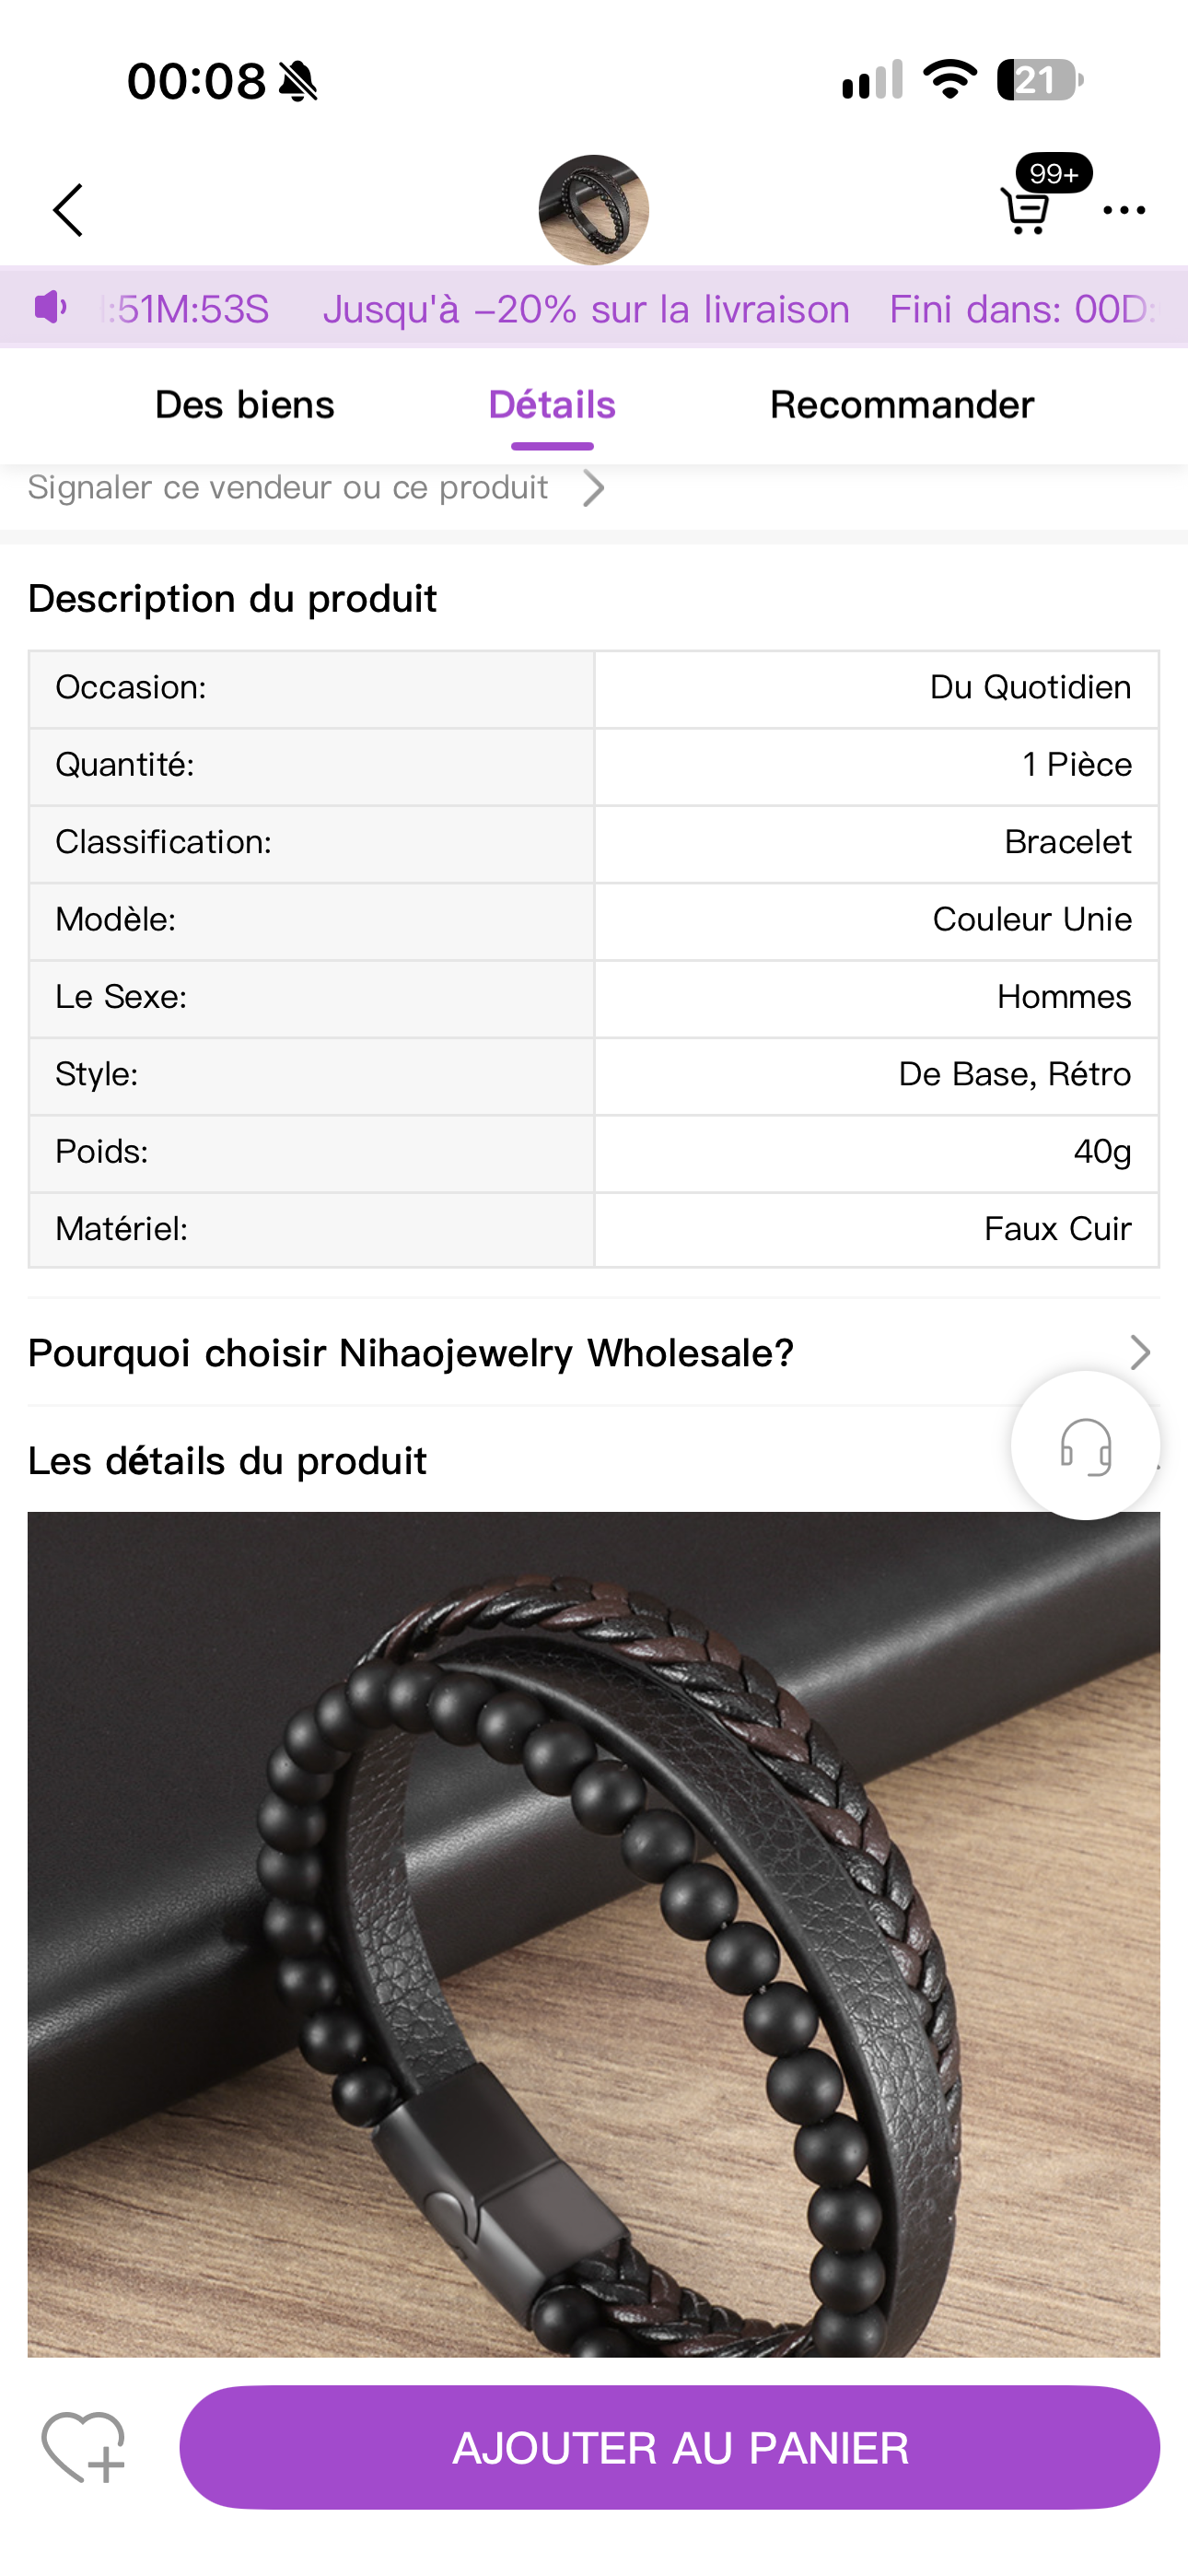 00:08
21
99+
:51M:53S Jusqu'à –20% sur la livraison Fini dans: 00D:
Des biens Détails Recommander
Signaler ce vendeur ou ce produit
Description du produit
Occasion: Du Quotidien
Quantité: 1 Pièce
Classification: Bracelet
Modèle: Couleur Unie
Le Sexe: Hommes
Style: De Base, Rétro
Poids: 40g
Matériel: Faux Cuir
Pourquoi choisir Nihaojewelry Wholesale?
Les détails du produit
AJOUTER AU PANIER